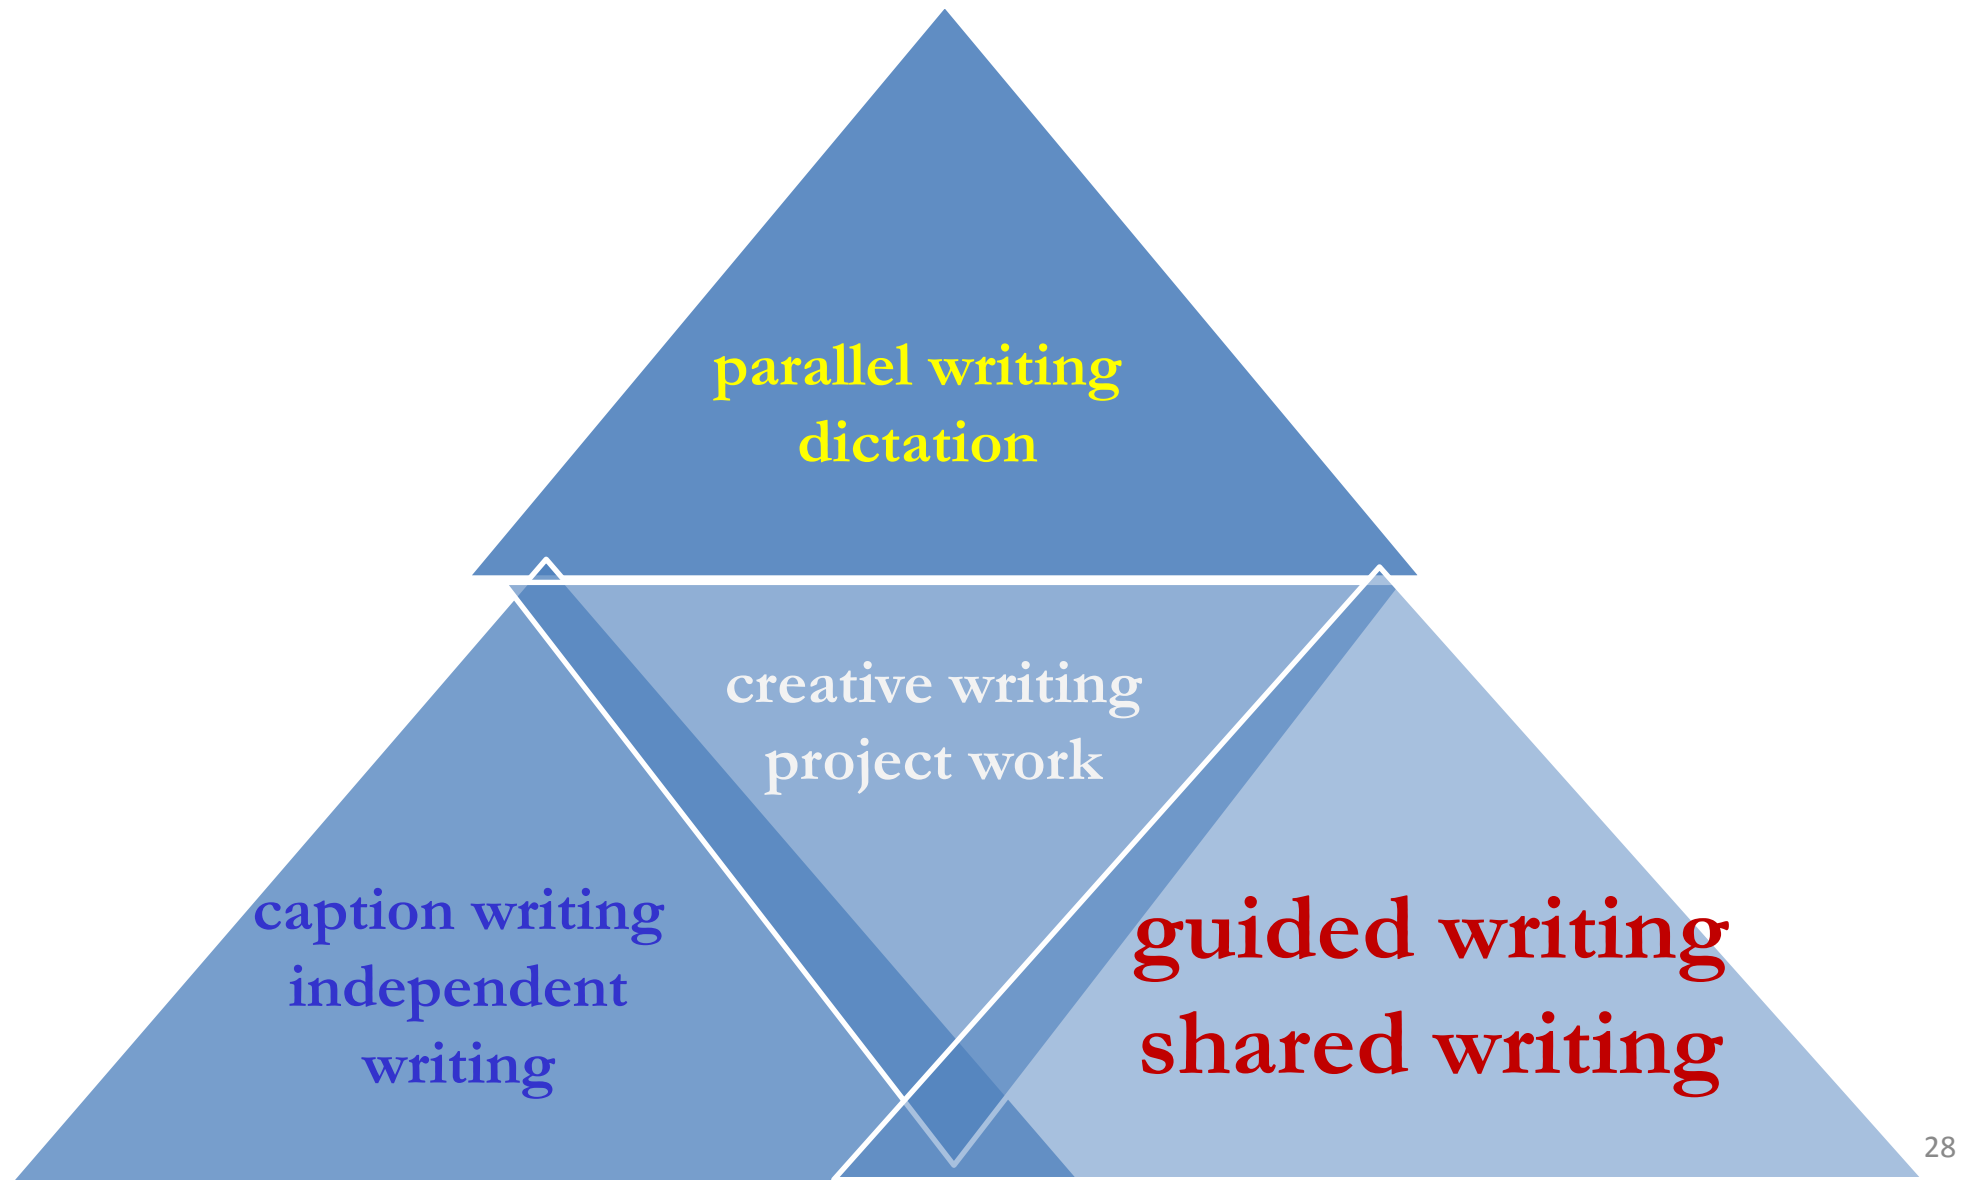 parallel writing
dictation
creative writing
project work
caption writing
independent
writing
guided writing
shared writing
28